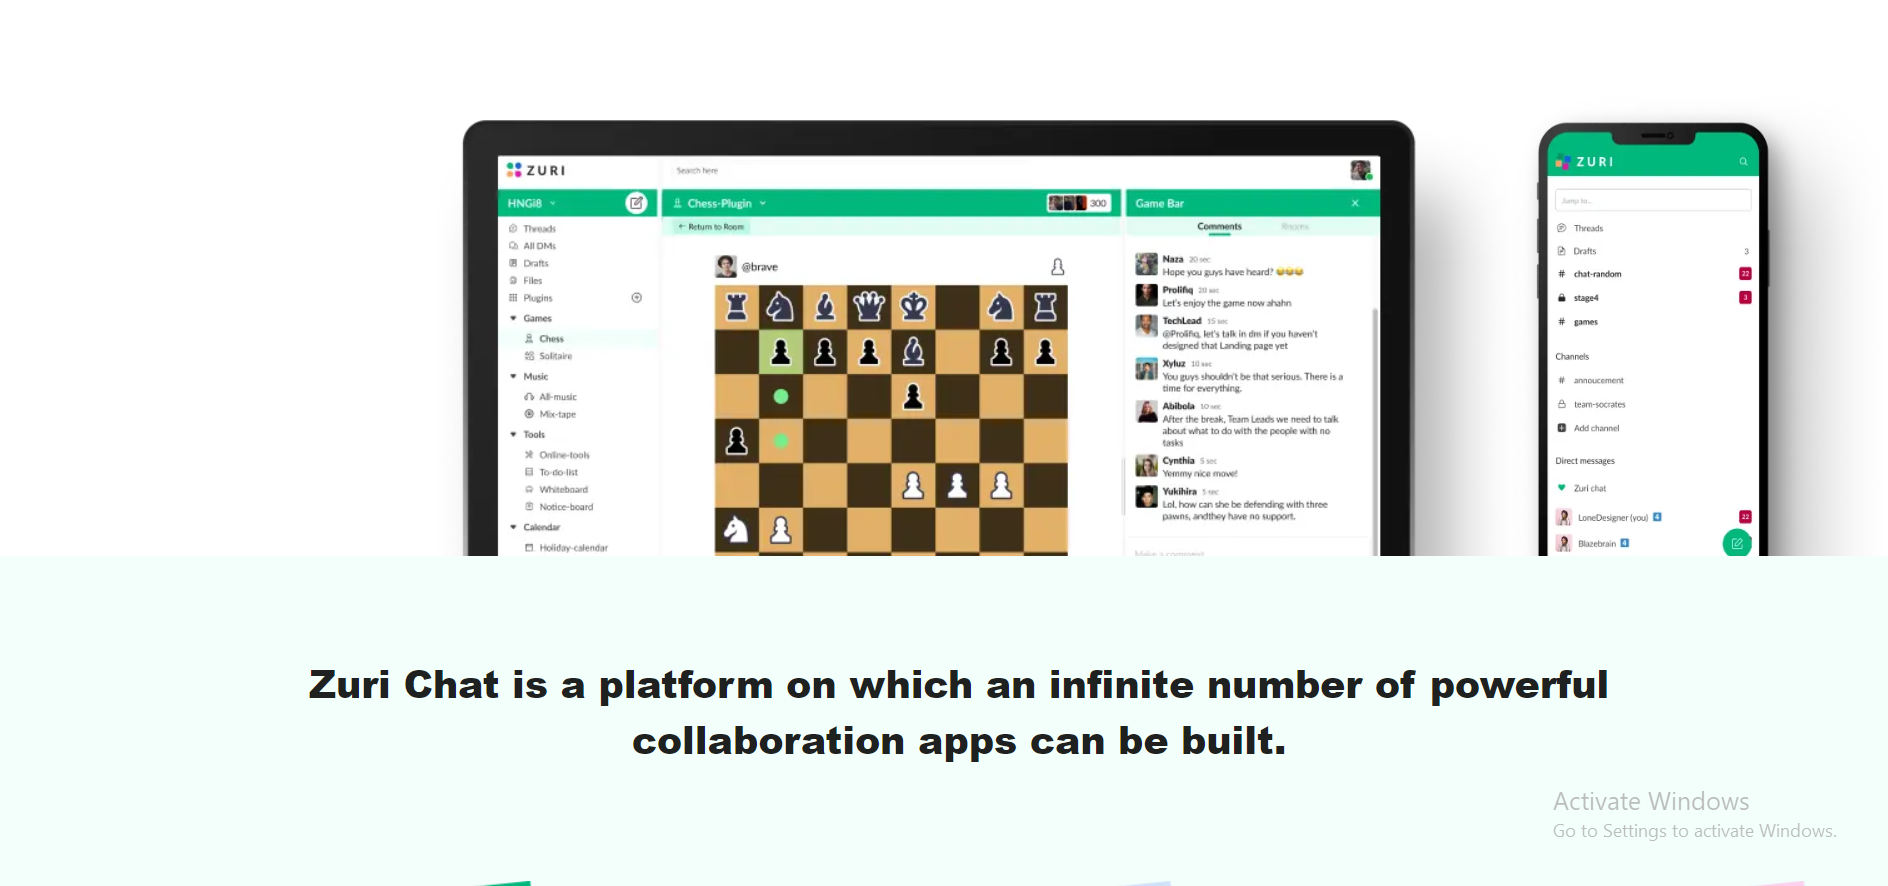 ZURI
Search here
HNGi8
Chess-Plugin
300
Game Bar
← Return to Room
Comments
Rooms
Threads
All DMs
Drafts
Files
Plugins
Games
Chess
Solitaire
Music
All-music
Mix-tape
Tools
Online-tools
To-do-list
Whiteboard
Notice-board
Calendar
Holiday-calendar
@brave
Naza 20 sec
Hope you guys have heard? 😂😂😂
Prolifiq 20 sec
Let's enjoy the game now ahahn
TechLead 15 sec
@Prolifiq, let's talk in dm if you haven't
designed that Landing page yet
Xyluz 10 sec
You guys shouldn't be that serious. There is a
time for everything.
Abibola 10 sec
After the break, Team Leads we need to talk
about what to do with the people with no
tasks
Cynthia 5 sec
Yemmy nice move!
Yukihira 5 sec
Lol, how can she be defending with three
pawns, andthey have no support.
Make a comment
ZURI
Jump to...
Threads
Drafts 3
# chat-random 22
stage4 3
# games
Channels
# annoucement
team-socrates
Add channel
Direct messages
Zuri chat
LoneDesigner (you) 4 22
Blazebrain 4
Zuri Chat is a platform on which an infinite number of powerful
collaboration apps can be built.
Activate Windows
Go to Settings to activate Windows.